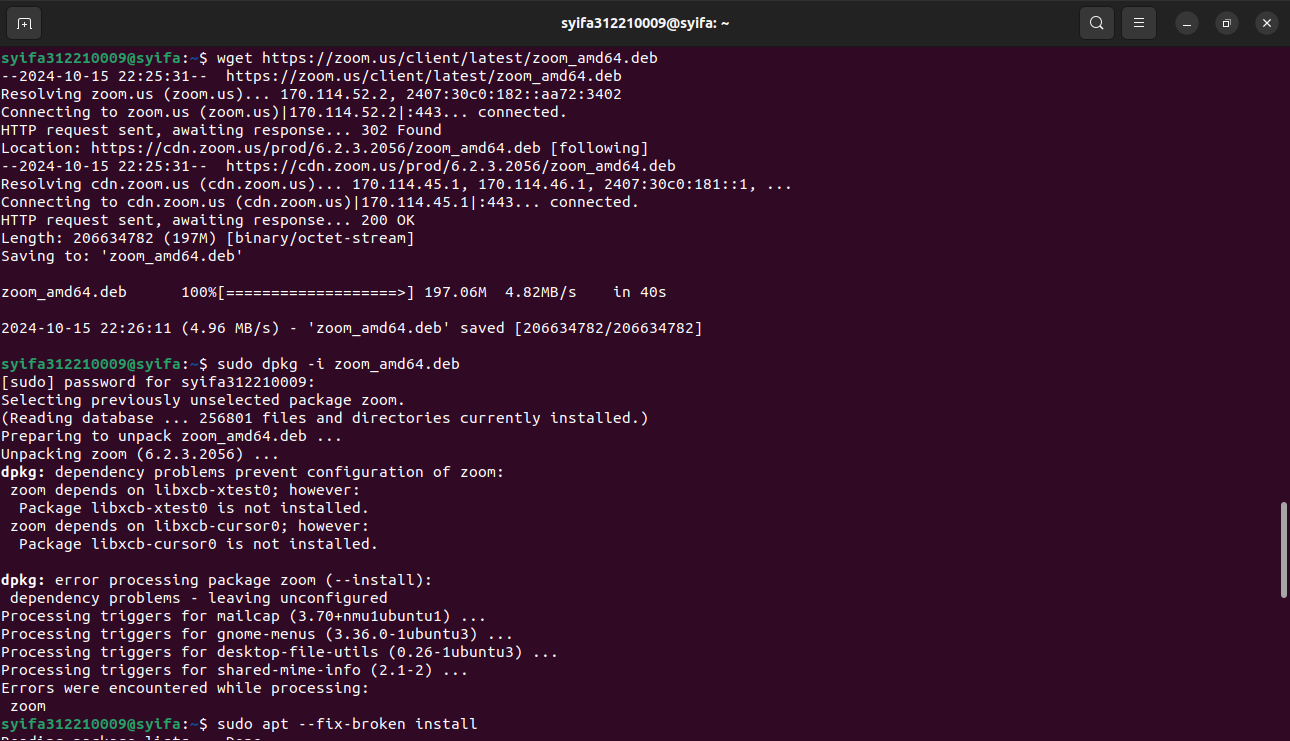 syifa312210009@syifa: ~
syifa312210009@syifa:~$ wget https://zoom.us/client/latest/zoom_amd64.deb
--2024-10-15 22:25:31--  https://zoom.us/client/latest/zoom_amd64.deb
Resolving zoom.us (zoom.us)... 170.114.52.2, 2407:30c0:182::aa72:3402
Connecting to zoom.us (zoom.us)|170.114.52.2|:443... connected.
HTTP request sent, awaiting response... 302 Found
Location: https://cdn.zoom.us/prod/6.2.3.2056/zoom_amd64.deb [following]
--2024-10-15 22:25:31--  https://cdn.zoom.us/prod/6.2.3.2056/zoom_amd64.deb
Resolving cdn.zoom.us (cdn.zoom.us)... 170.114.45.1, 170.114.46.1, 2407:30c0:181::1, ...
Connecting to cdn.zoom.us (cdn.zoom.us)|170.114.45.1|:443... connected.
HTTP request sent, awaiting response... 200 OK
Length: 206634782 (197M) [binary/octet-stream]
Saving to: 'zoom_amd64.deb'
zoom_amd64.deb      100%[===================>] 197.06M  4.82MB/s    in 40s
2024-10-15 22:26:11 (4.96 MB/s) - 'zoom_amd64.deb' saved [206634782/206634782]
syifa312210009@syifa:~$ sudo dpkg -i zoom_amd64.deb
[sudo] password for syifa312210009:
Selecting previously unselected package zoom.
(Reading database ... 256801 files and directories currently installed.)
Preparing to unpack zoom_amd64.deb ...
Unpacking zoom (6.2.3.2056) ...
dpkg: dependency problems prevent configuration of zoom:
 zoom depends on libxcb-xtest0; however:
  Package libxcb-xtest0 is not installed.
 zoom depends on libxcb-cursor0; however:
  Package libxcb-cursor0 is not installed.
dpkg: error processing package zoom (--install):
 dependency problems - leaving unconfigured
Processing triggers for mailcap (3.70+nmu1ubuntu1) ...
Processing triggers for gnome-menus (3.36.0-1ubuntu3) ...
Processing triggers for desktop-file-utils (0.26-1ubuntu3) ...
Processing triggers for shared-mime-info (2.1-2) ...
Errors were encountered while processing:
 zoom
syifa312210009@syifa:~$ sudo apt --fix-broken install
Reading package lists... Done